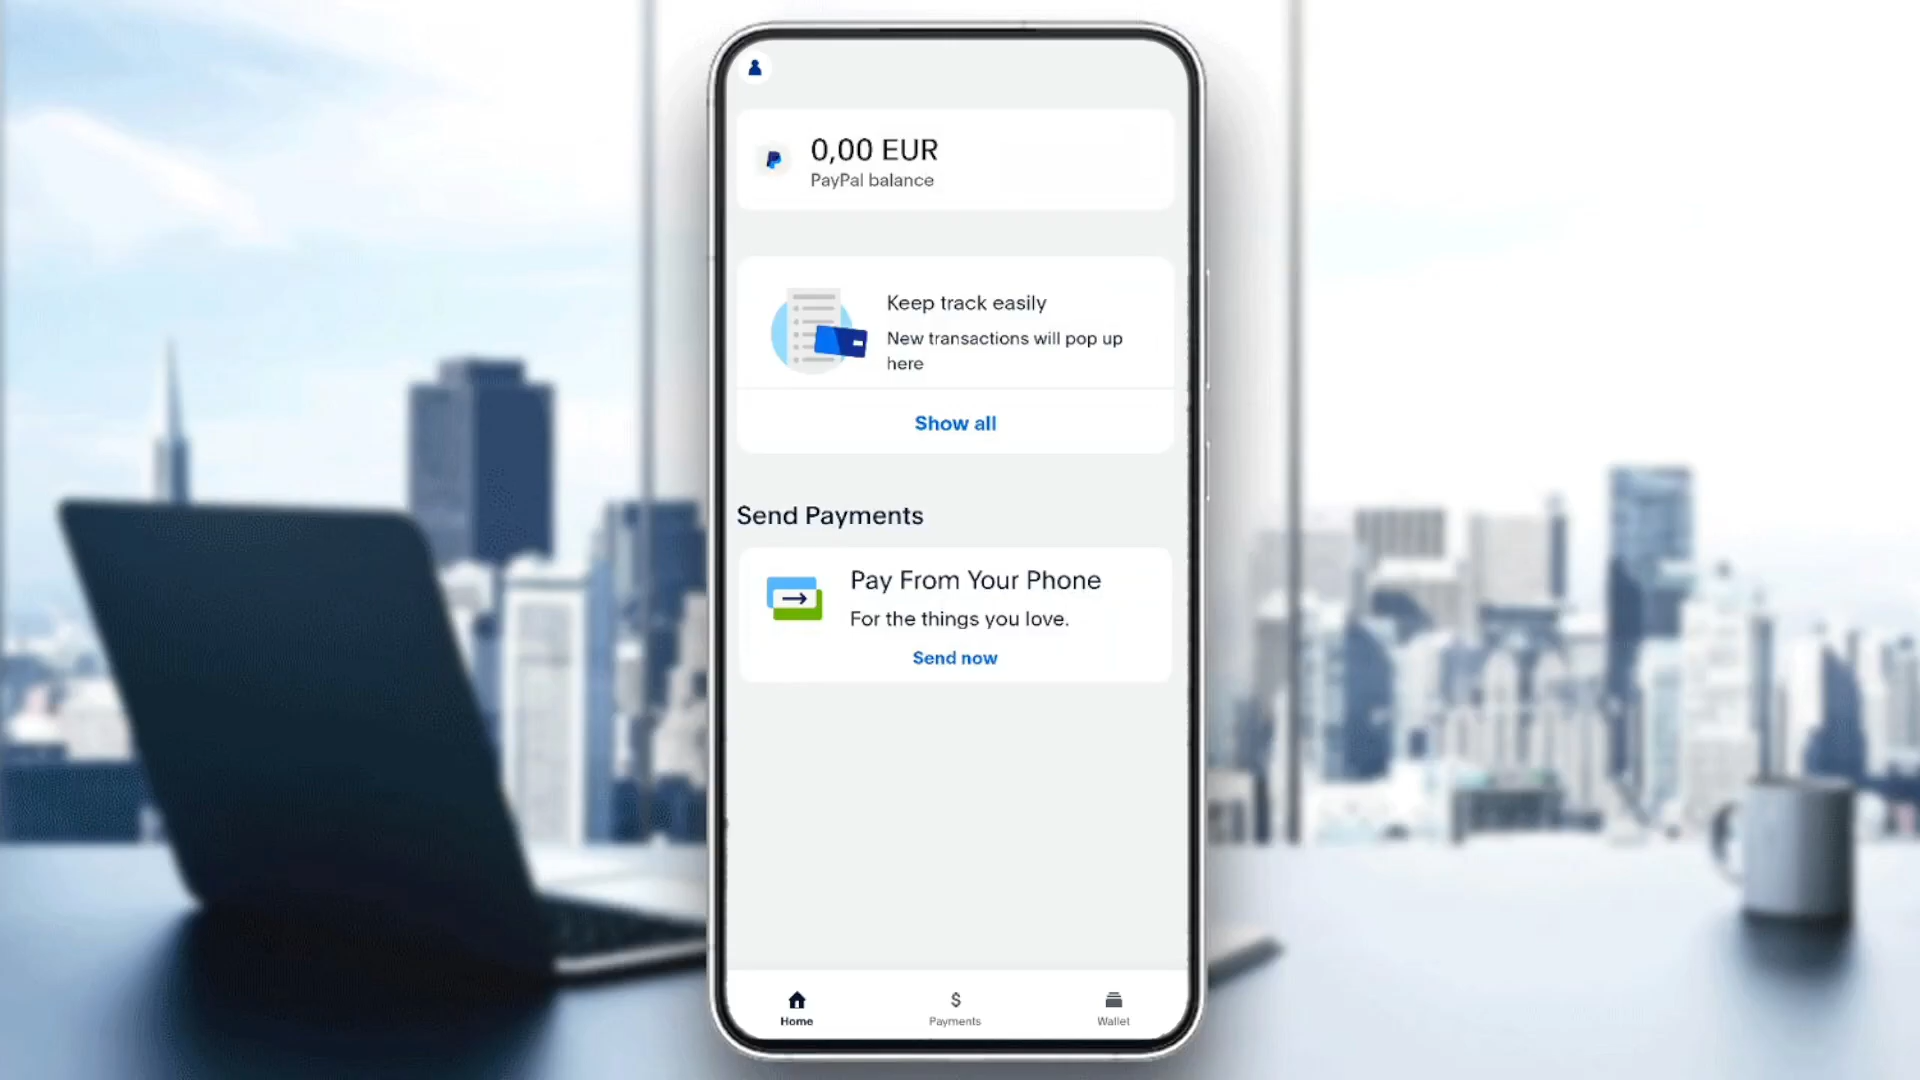 0,00 EUR
PayPal balance
Keep track easily
New transactions will pop up
here
Show all
Send Payments
Pay From Your Phone
For the things you love.
Send now
$
Home
Payments
Wallet